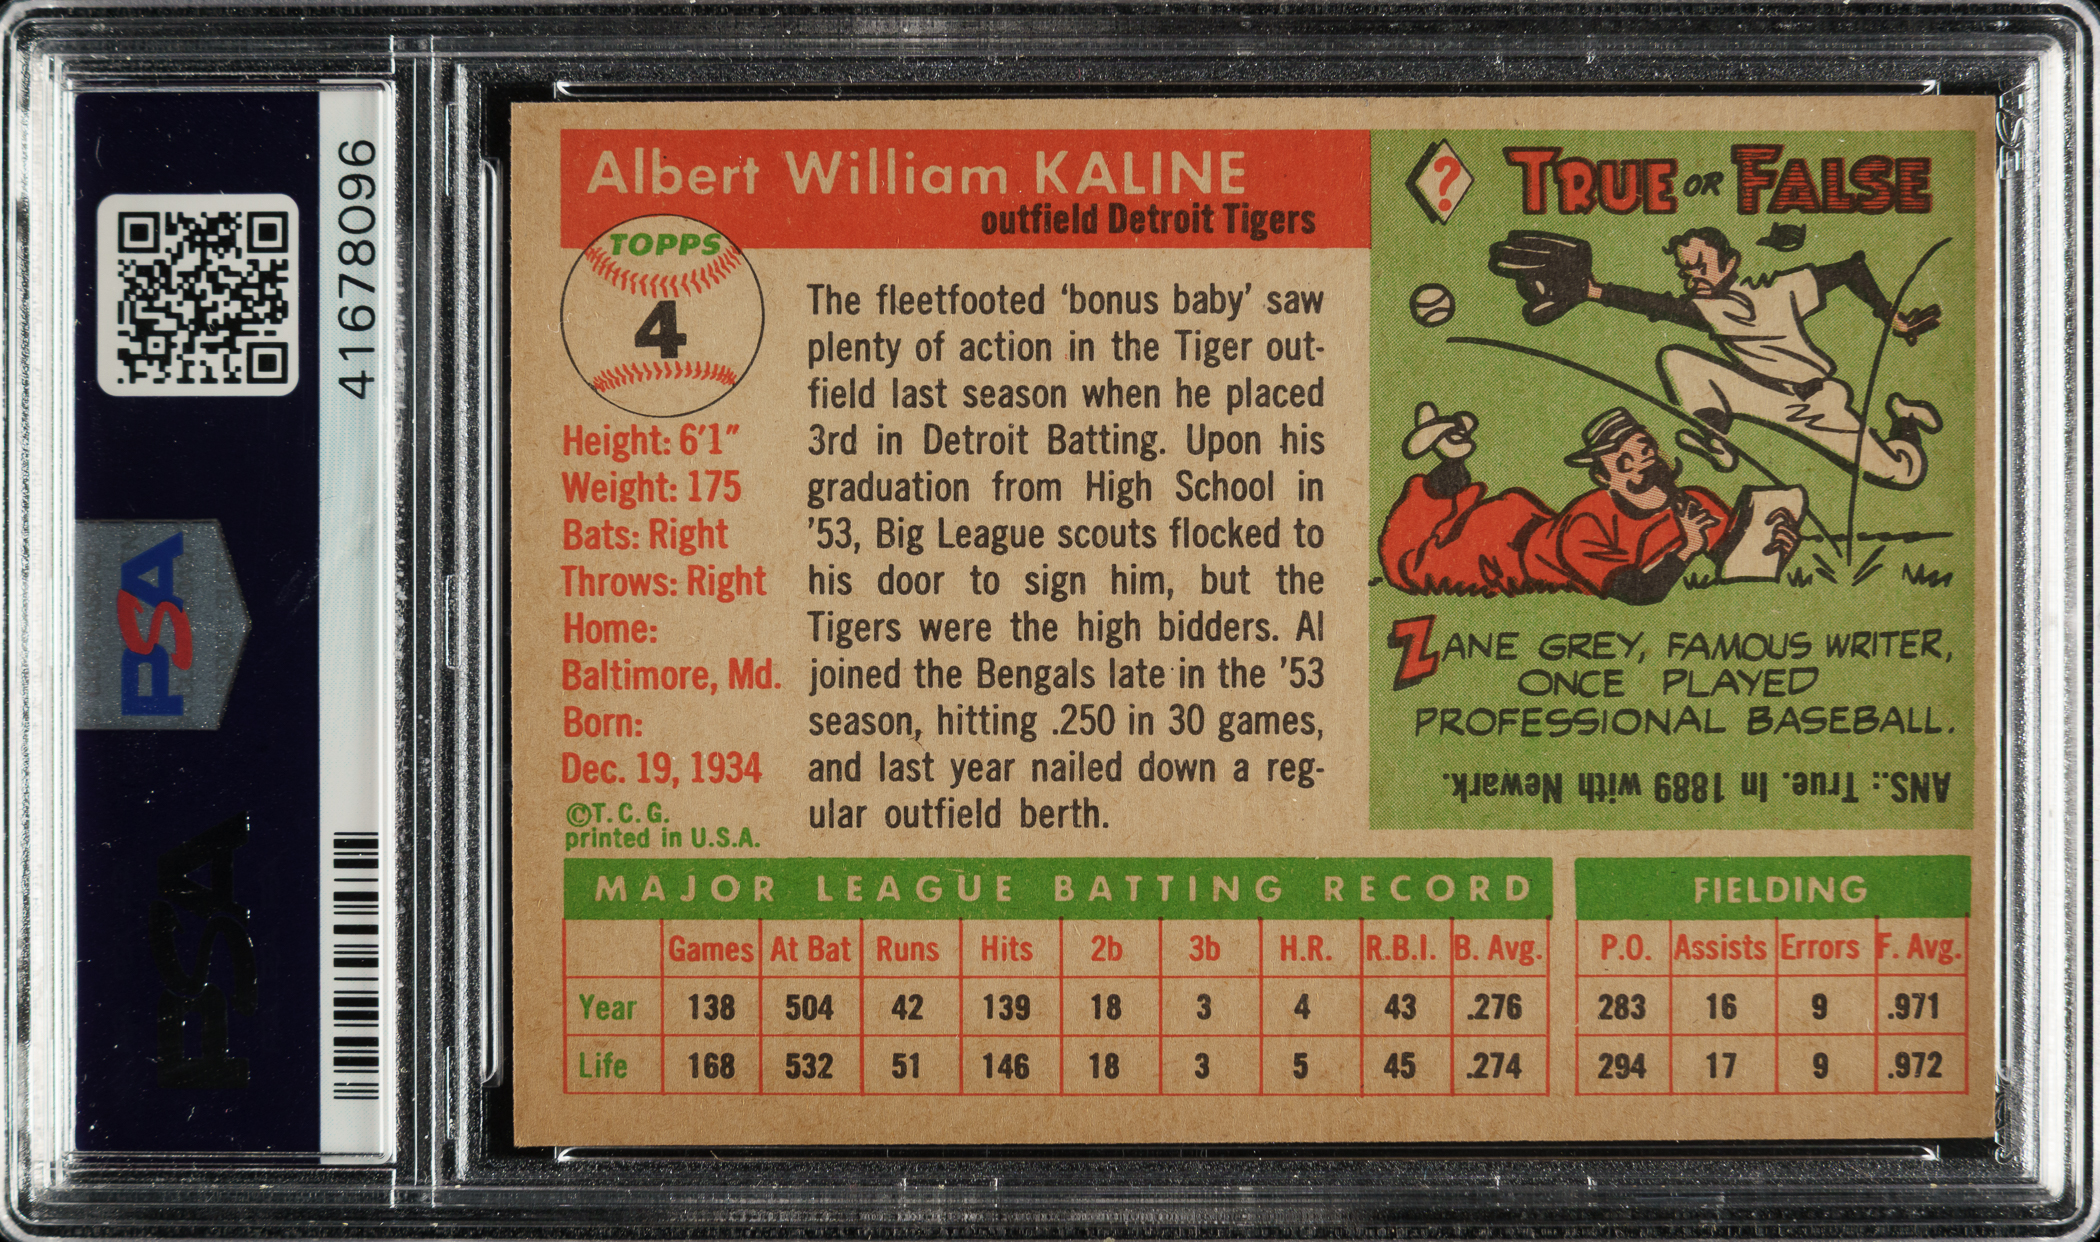 41678096
PSA
PSA
Albert William KALINE
outfield Detroit Tigers
TOPPS
4
Height: 6'1"
Weight: 175
Bats: Right
Throws: Right
Home:
Baltimore, Md.
Born:
Dec. 19, 1934
©T. C. G.
printed in U.S.A.
The fleetfooted ‘bonus baby’ saw
plenty of action in the Tiger out-
field last season when he placed
3rd in Detroit Batting. Upon his
graduation from High School in
’53, Big League scouts flocked to
his door to sign him, but the
Tigers were the high bidders. Al
joined the Bengals late in the ’53
season, hitting .250 in 30 games,
and last year nailed down a reg-
ular outfield berth.
?
TRUE OR FALSE
ZANE GREY, FAMOUS WRITER,
ONCE PLAYED
PROFESSIONAL BASEBALL.
ANS.: True. In 1889 with Newark.
MAJOR LEAGUE BATTING RECORD
Games At Bat Runs Hits 2b 3b H.R. R.B.I. B. Avg.
Year 138 504 42 139 18 3 4 43 .276
Life 168 532 51 146 18 3 5 45 .274
FIELDING
P.O. Assists Errors F. Avg.
283 16 9 .971
294 17 9 .972